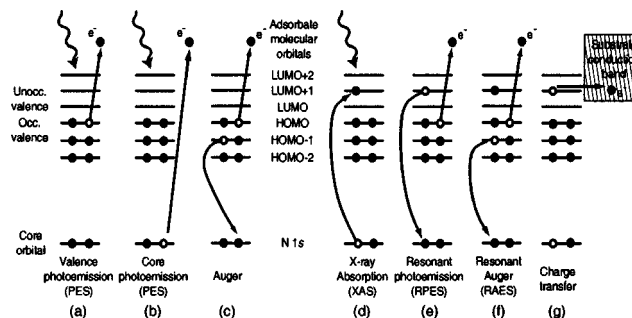 e⁻
e⁻
e⁻
Adsorbate
molecular
orbitals
e⁻
e⁻
Substrate
conduction
band
e
Unocc.
valence
Occ.
valence
LUMO+2
LUMO+1
LUMO
HOMO
HOMO-1
HOMO-2
Core
orbital
N 1s
Valence
photoemission
(PES)
Core
photoemission
(PES)
Auger
X-ray
Absorption
(XAS)
Resonant
photoemission
(RPES)
Resonant
Auger
(RAES)
Charge
transfer
(a)
(b)
(c)
(d)
(e)
(f)
(g)